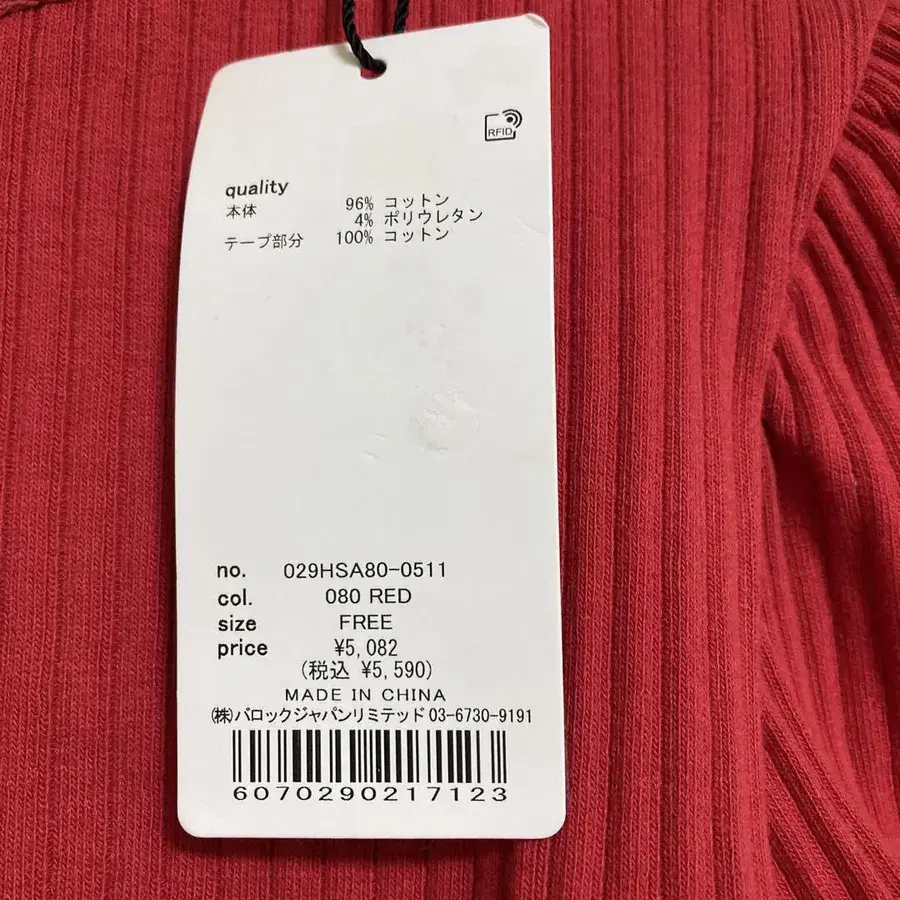 RFID
quality
本体 96% コットン
4% ポリウレタン
テープ部分 100% コットン
no. 029HSA80-0511
col. 080 RED
size FREE
price ¥5,082
(税込 ¥5,590)
MADE IN CHINA
(株)バロックジャパンリミテッド 03-6730-9191
6070290217123